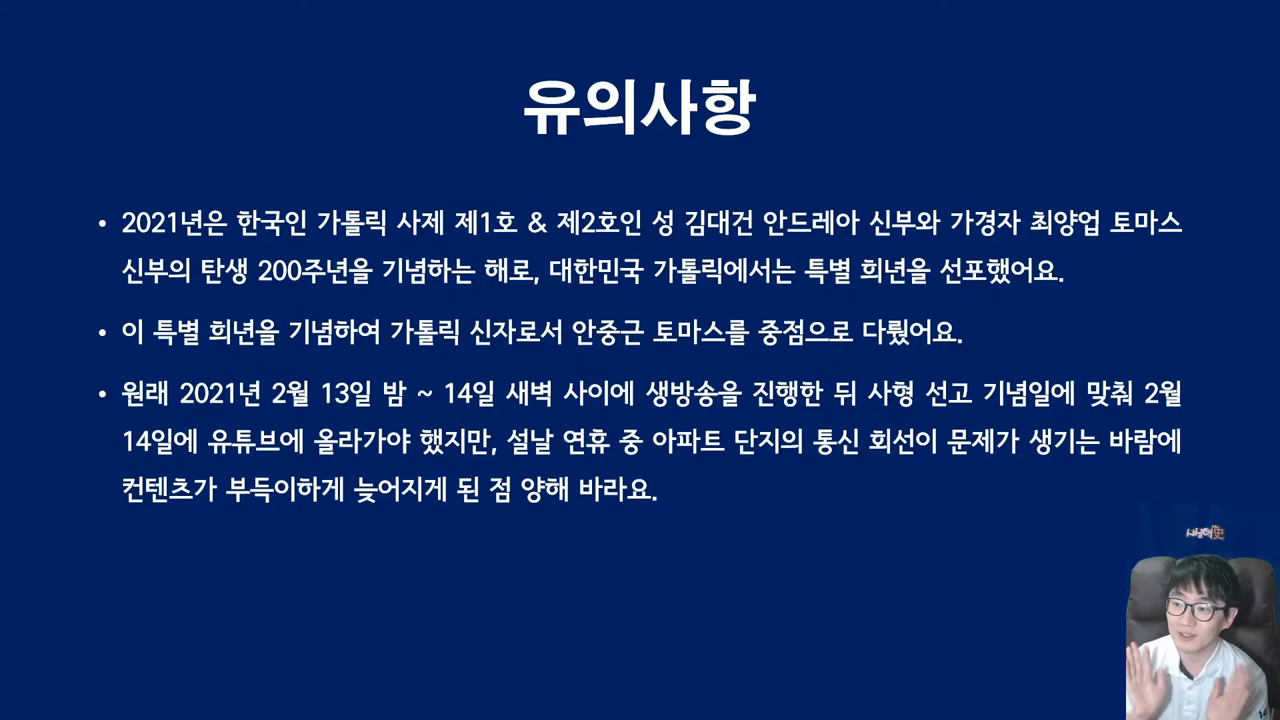 유의사항
• 2021년은 한국인 가톨릭 사제 제1호 & 제2호인 성 김대건 안드레아 신부와 가경자 최양업 토마스
신부의 탄생 200주년을 기념하는 해로, 대한민국 가톨릭에서는 특별 희년을 선포했어요.
• 이 특별 희년을 기념하여 가톨릭 신자로서 안중근 토마스를 중점으로 다뤘어요.
• 원래 2021년 2월 13일 밤 ~ 14일 새벽 사이에 생방송을 진행한 뒤 사형 선고 기념일에 맞춰 2월
14일에 유튜브에 올라가야 했지만, 설날 연휴 중 아파트 단지의 통신 회선이 문제가 생기는 바람에
컨텐츠가 부득이하게 늦어지게 된 점 양해 바라요.